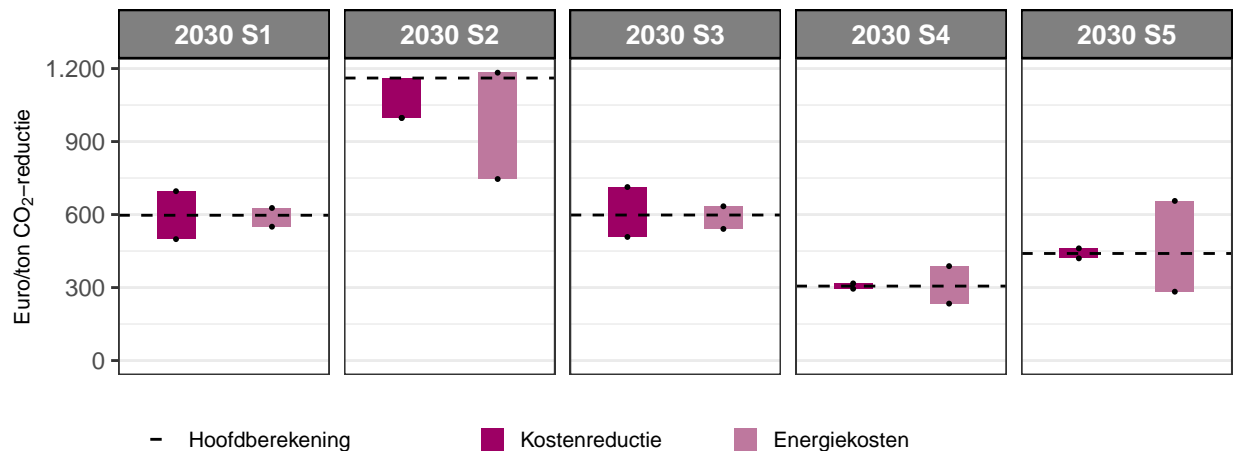 2030 S1 2030 S2 2030 S3 2030 S4 2030 S5
Euro/ton CO₂−reductie
1.200
900
600
300
0
Hoofdberekening Kostenreductie Energiekosten